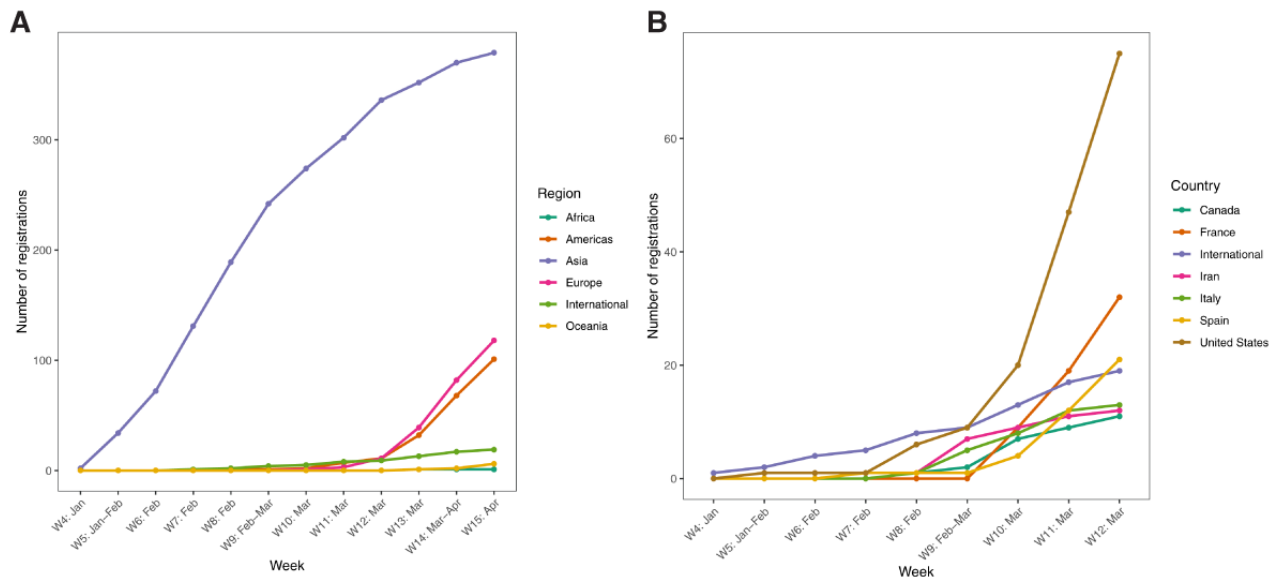 A
Number of registrations
300
200
100
0
W4: Jan
W5: Jan–Feb
W6: Feb
W7: Feb
W8: Feb
W9: Feb–Mar
W10: Mar
W11: Mar
W12: Mar
W13: Mar
W14: Mar–Apr
W15: Apr
Week
Region
Africa
Americas
Asia
Europe
International
Oceania
B
Number of registrations
60
40
20
0
W4: Jan
W5: Jan–Feb
W6: Feb
W7: Feb
W8: Feb
W9: Feb–Mar
W10: Mar
W11: Mar
W12: Mar
Week
Country
Canada
France
International
Iran
Italy
Spain
United States